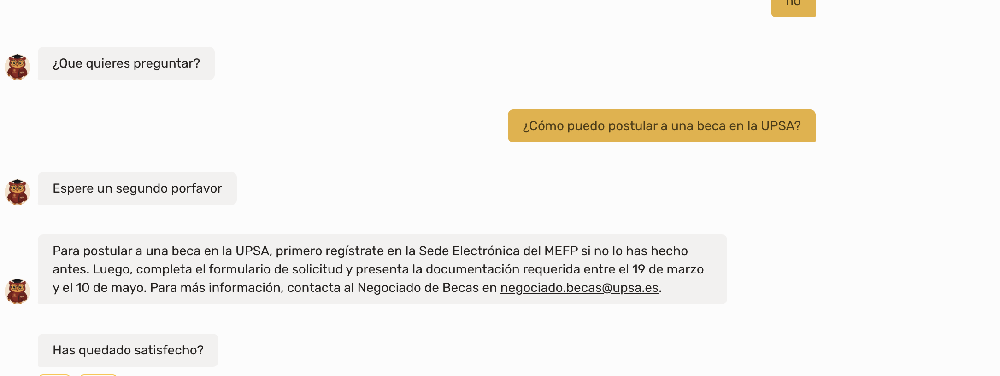 no
¿Que quieres preguntar?
¿Cómo puedo postular a una beca en la UPSA?
Espere un segundo porfavor
Para postular a una beca en la UPSA, primero regístrate en la Sede Electrónica del MEFP si no lo has hecho
antes. Luego, completa el formulario de solicitud y presenta la documentación requerida entre el 19 de marzo
y el 10 de mayo. Para más información, contacta al Negociado de Becas en negociado.becas@upsa.es.
Has quedado satisfecho?